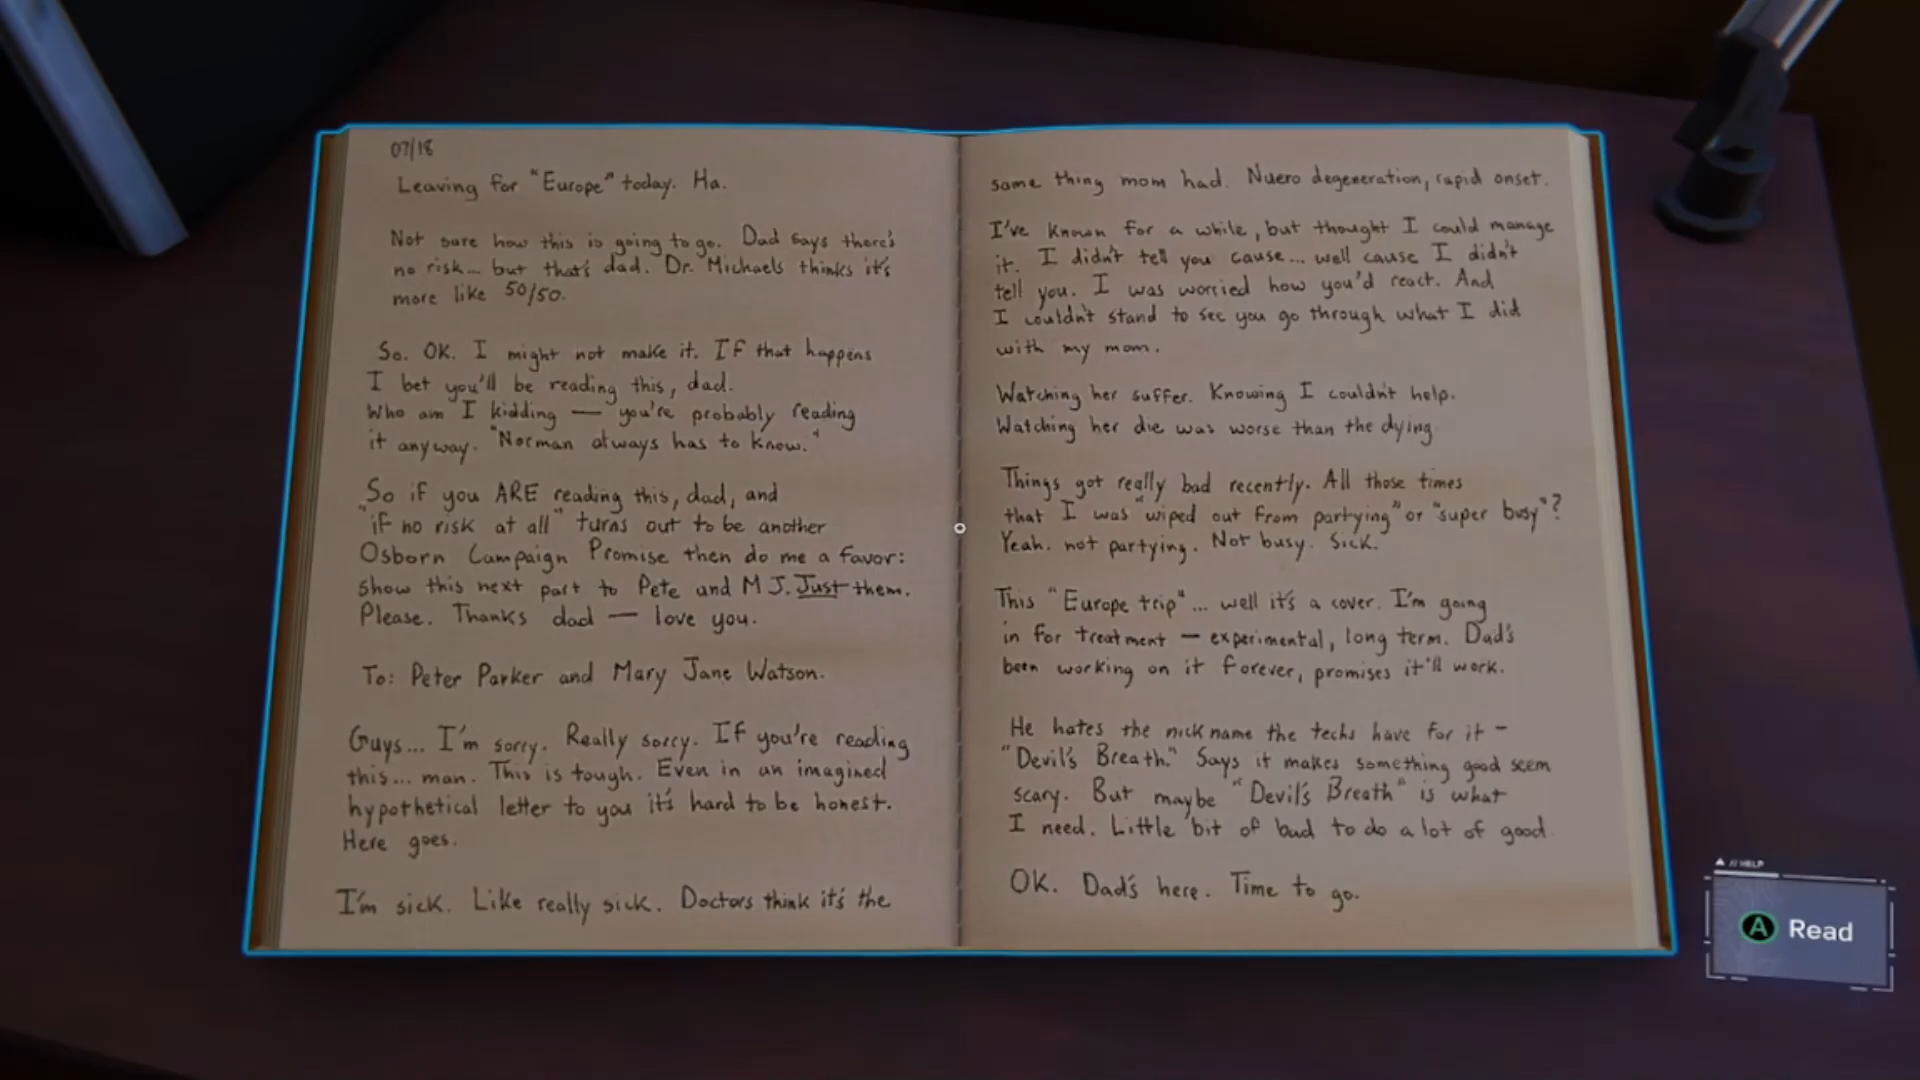 07/18
Leaving for "Europe" today. Ha.
Not sure how this is going to go. Dad says there's
no risk... but that's dad. Dr. Michaels thinks it's
more like 50/50.
So. OK. I might not make it. If that happens
I bet you'll be reading this, dad.
Who am I kidding — you're probably reading
it anyway. "Norman always has to know."
So if you ARE reading this, dad, and
"if no risk at all" turns out to be another
Osborn Campaign Promise then do me a favor:
show this next part to Pete and MJ. Just them.
Please. Thanks dad — love you.
To: Peter Parker and Mary Jane Watson.
Guys... I'm sorry. Really sorry. If you're reading
this... man. This is tough. Even in an imagined
hypothetical letter to you it's hard to be honest.
Here goes.
I'm sick. Like really sick. Doctors think it's the
same thing mom had. Nuero degeneration, rapid onset.
I've known for a while, but thought I could manage
it. I didn't tell you cause... well cause I didn't
tell you. I was worried how you'd react. And
I couldn't stand to see you go through what I did
with my mom.
Watching her suffer. Knowing I couldn't help.
Watching her die was worse than the dying.
Things got really bad recently. All those times
that I was "wiped out from partying" or "super busy"?
Yeah. not partying. Not busy. Sick.
This "Europe trip"... well it's a cover. I'm going
in for treatment — experimental, long term. Dad's
been working on it forever, promises it'll work.
He hates the nickname the techs have for it -
"Devil's Breath." Says it makes something good seem
scary. But maybe "Devil's Breath" is what
I need. Little bit of bad to do a lot of good.
OK. Dad's here. Time to go.
// HELP
A Read